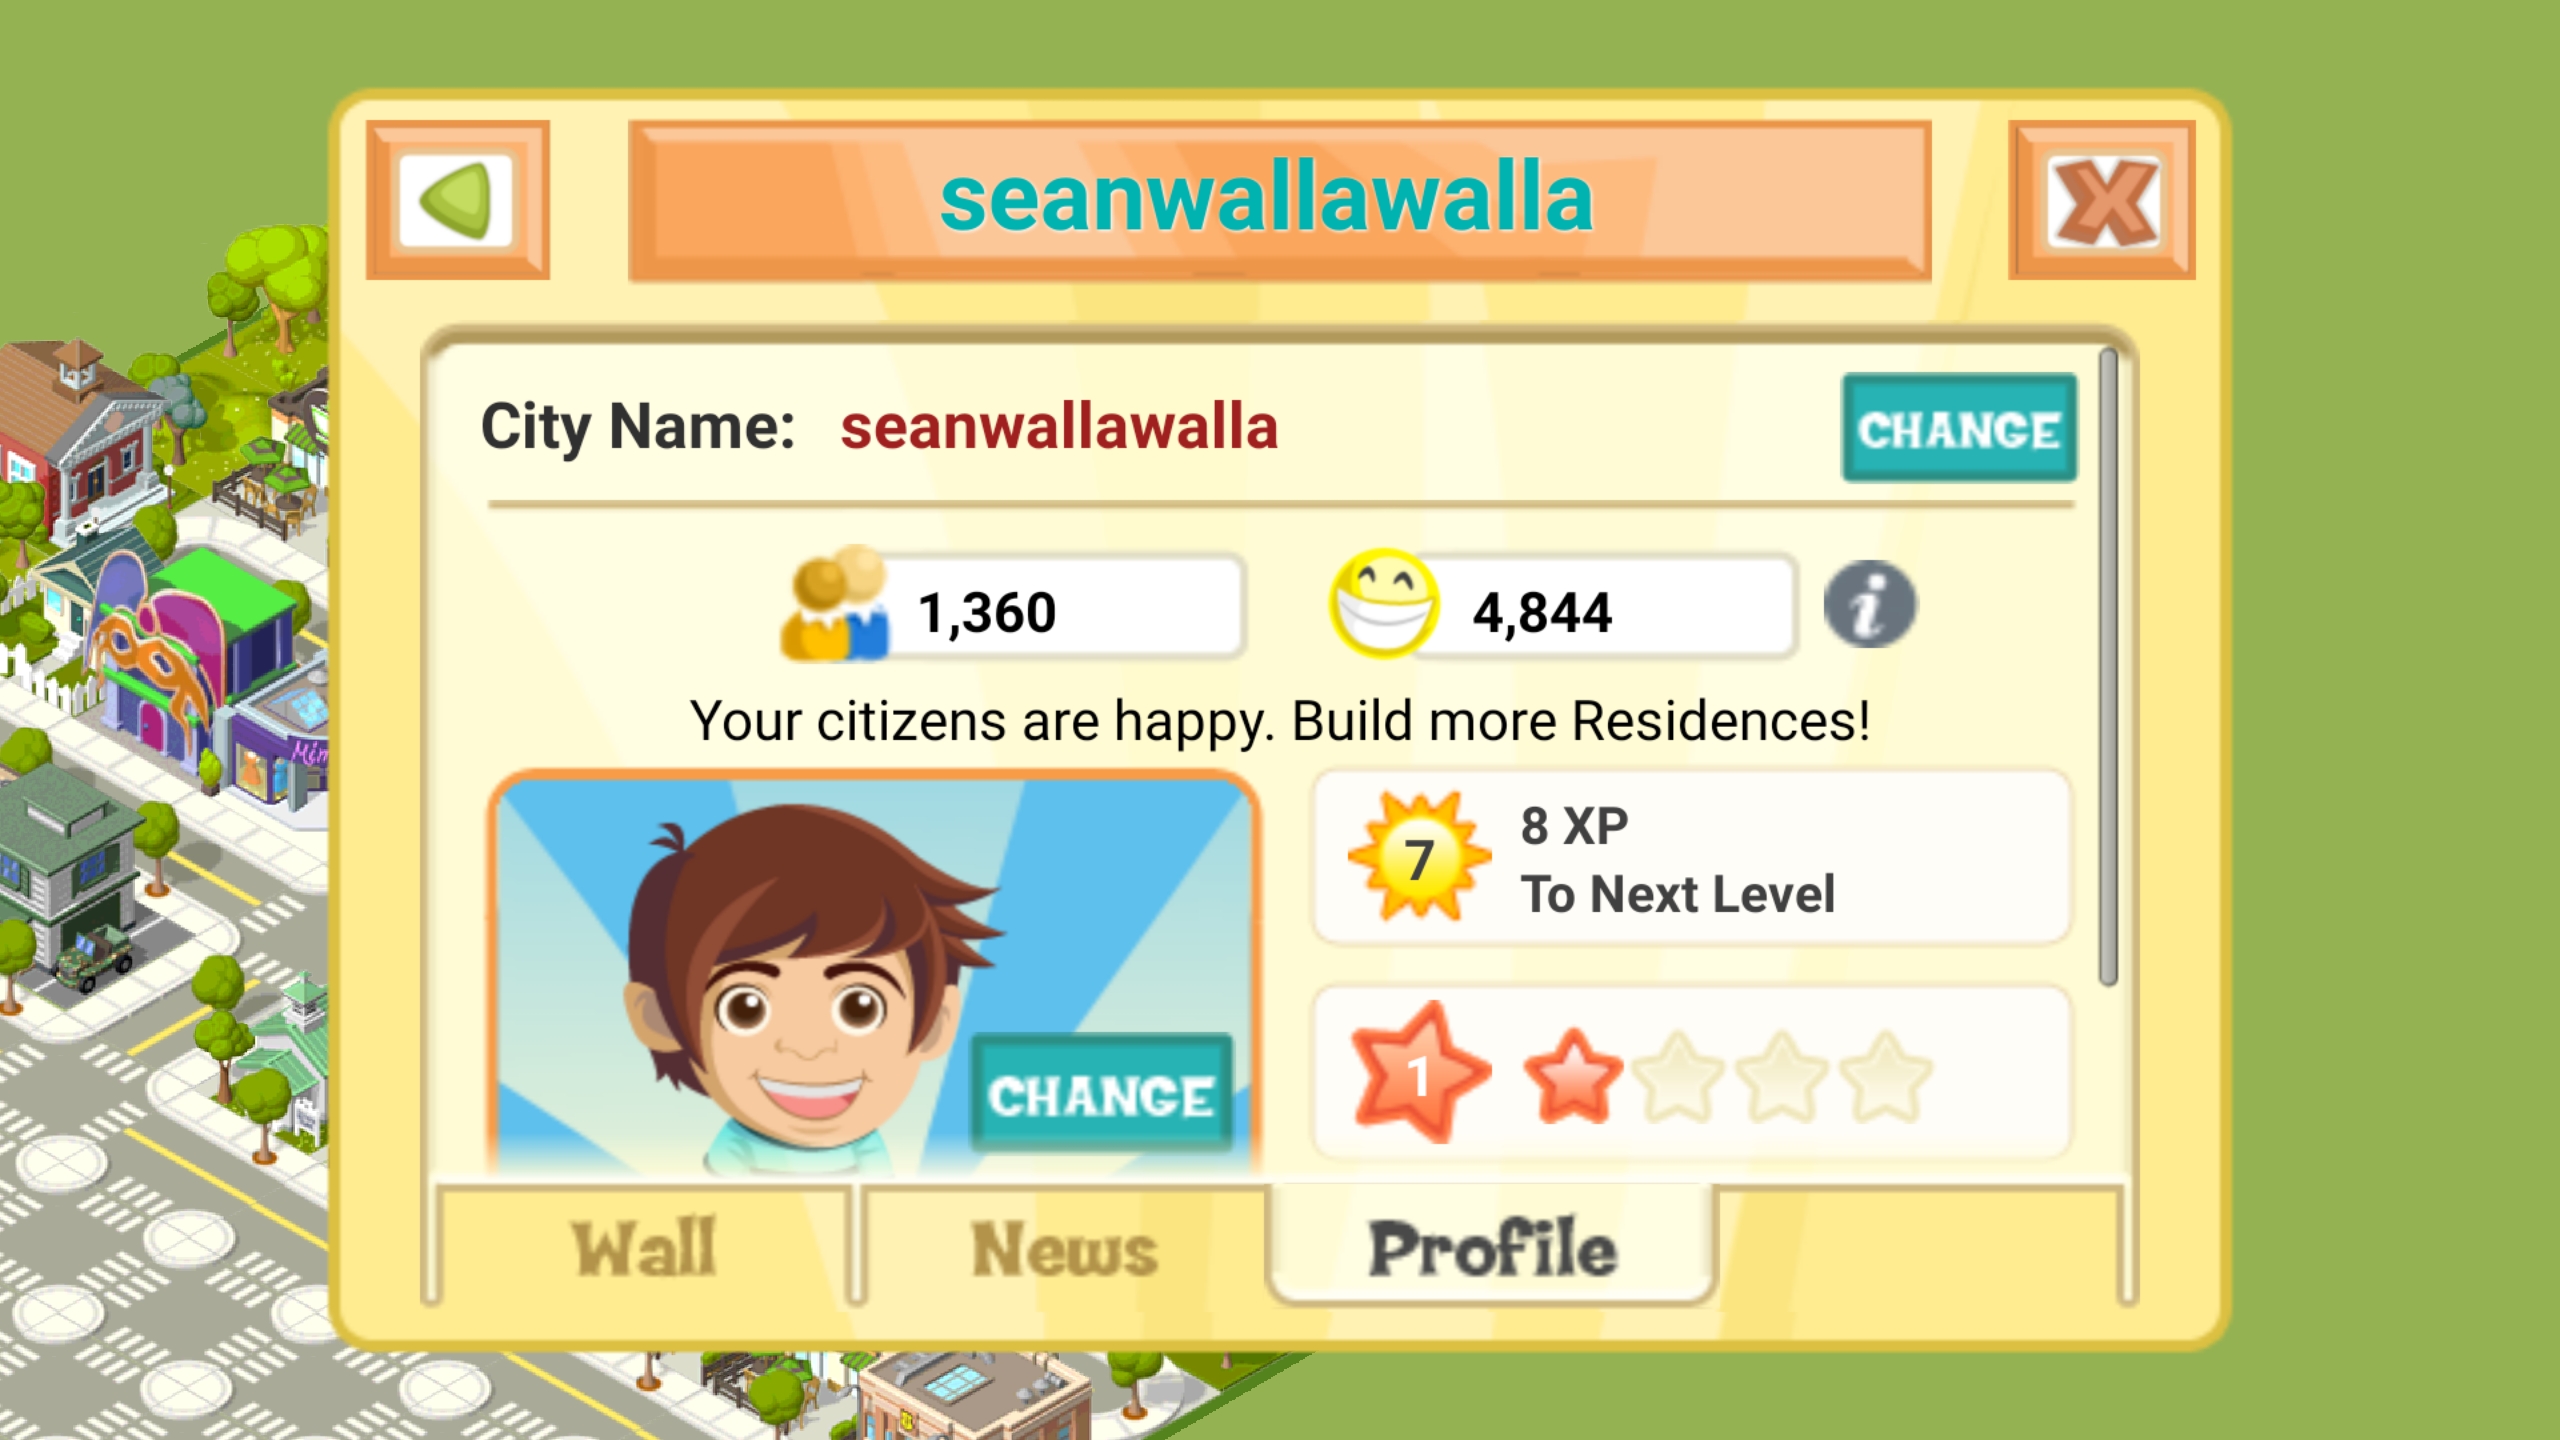 seanwallawalla
City Name: seanwallawalla
CHANGE
1,360
4,844
i
Your citizens are happy. Build more Residences!
7
8 XP
To Next Level
1
CHANGE
Wall
News
Profile